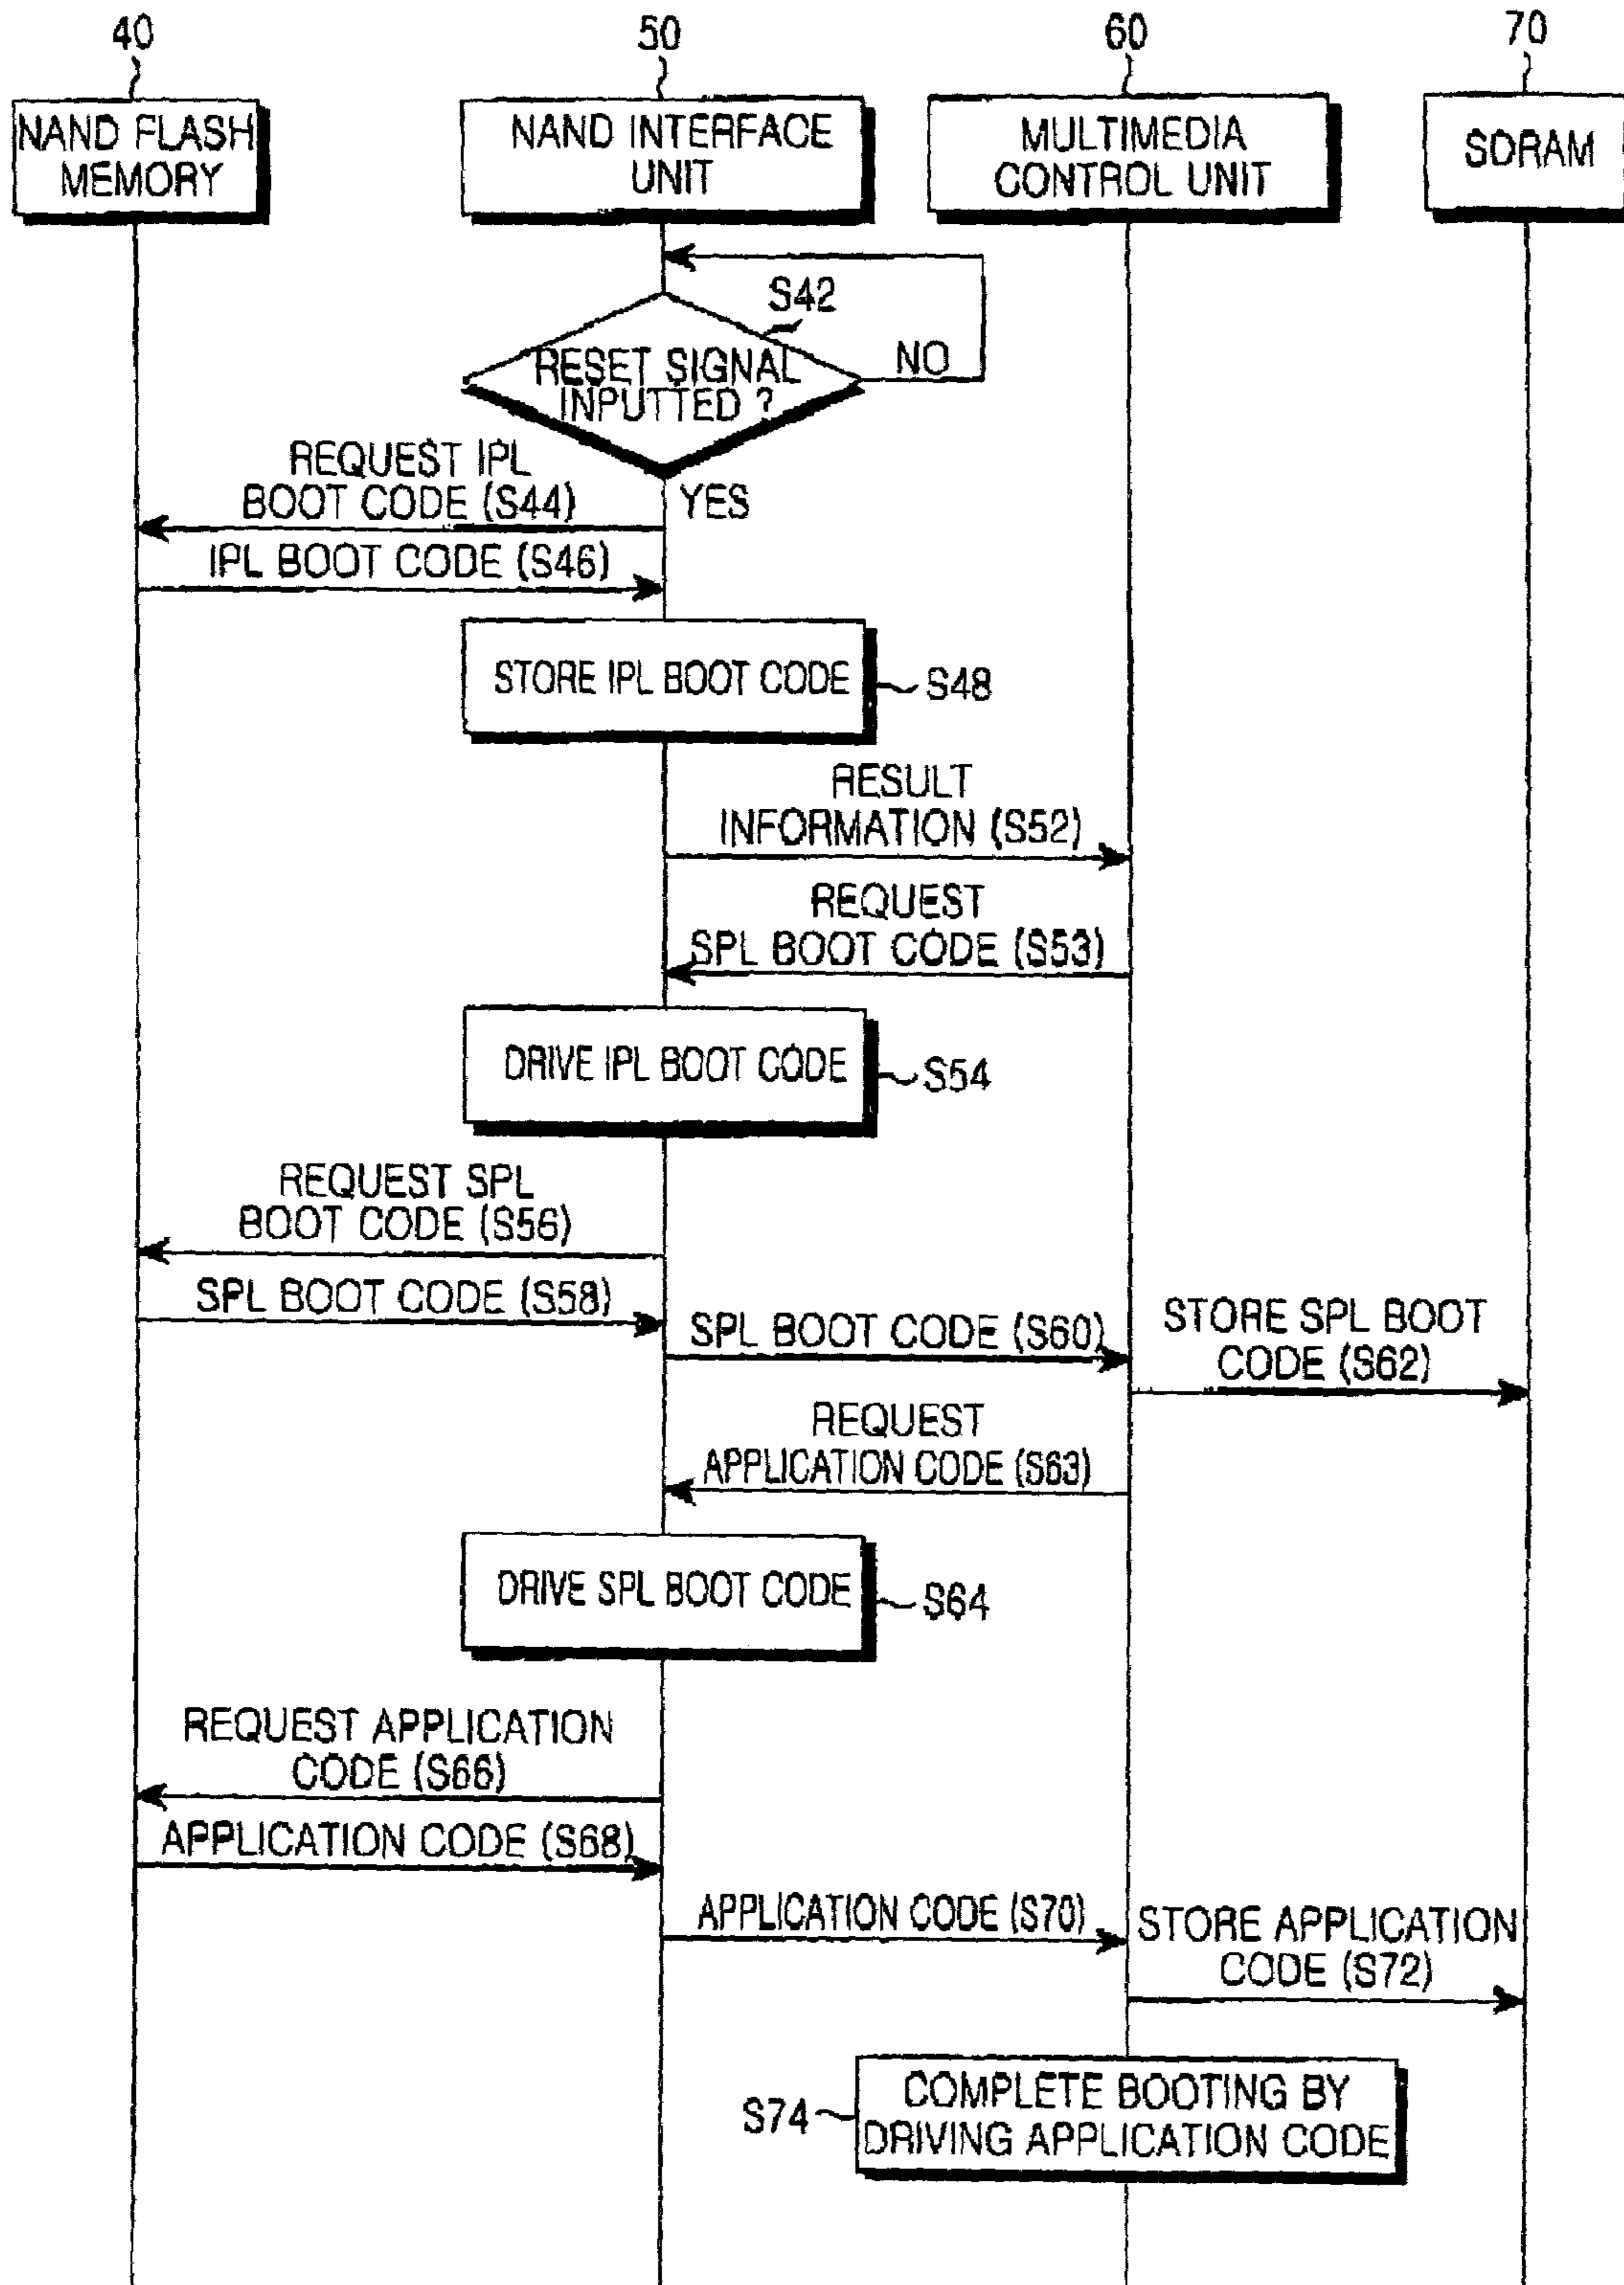 40
50
60
70
NAND FLASH
MEMORY
NAND INTERFACE
UNIT
MULTIMEDIA
CONTROL UNIT
SDRAM
S42
RESET SIGNAL
INPUTTED ?
NO
YES
REQUEST IPL
BOOT CODE (S44)
IPL BOOT CODE (S46)
STORE IPL BOOT CODE
S48
RESULT
INFORMATION (S52)
REQUEST
SPL BOOT CODE (S53)
DRIVE IPL BOOT CODE
S54
REQUEST SPL
BOOT CODE (S56)
SPL BOOT CODE (S58)
SPL BOOT CODE (S60)
STORE SPL BOOT
CODE (S62)
REQUEST
APPLICATION CODE (S63)
DRIVE SPL BOOT CODE
S64
REQUEST APPLICATION
CODE (S66)
APPLICATION CODE (S68)
APPLICATION CODE (S70)
STORE APPLICATION
CODE (S72)
S74
COMPLETE BOOTING BY
DRIVING APPLICATION CODE